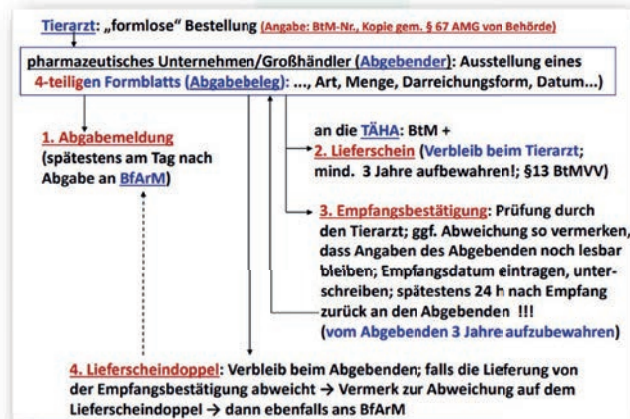 Tierarzt: „formlose“ Bestellung (Angabe: BtM-Nr., Kopie gem. § 67 AMG von Behörde)
pharmazeutisches Unternehmen/Großhändler (Abgebender): Ausstellung eines
4-teiligen Formblatts (Abgabebeleg): ..., Art, Menge, Darreichungsform, Datum...)
1. Abgabemeldung
(spätestens am Tag nach
Abgabe an BfArM)
an die TÄHA: BtM +
2. Lieferschein (Verbleib beim Tierarzt;
mind. 3 Jahre aufbewahren!; §13 BtMVV)
3. Empfangsbestätigung: Prüfung durch
den Tierarzt; ggf. Abweichung so vermerken,
dass Angaben des Abgebenden noch lesbar
bleiben; Empfangsdatum eintragen, unter-
schreiben; spätestens 24 h nach Empfang
zurück an den Abgebenden !!!
(vom Abgebenden 3 Jahre aufzubewahren)
4. Lieferscheindoppel: Verbleib beim Abgebenden; falls die Lieferung von
der Empfangsbestätigung abweicht → Vermerk zur Abweichung auf dem
Lieferscheindoppel → dann ebenfalls ans BfArM